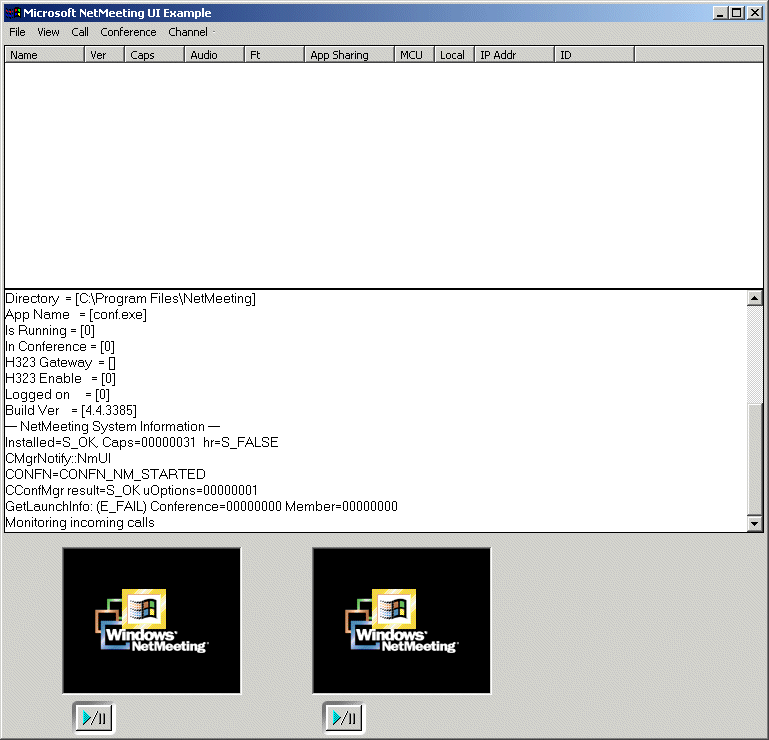 Microsoft NetMeeting UI Example
File View Call Conference Channel
Name Ver Caps Audio Ft App Sharing MCU Local IP Addr ID
Directory = [C:\Program Files\NetMeeting]
App Name = [conf.exe]
Is Running = [0]
In Conference = [0]
H323 Gateway = []
H323 Enable = [0]
Logged on = [0]
Build Ver = [4.4.3385]
— NetMeeting System Information —
Installed=S_OK, Caps=00000031 hr=S_FALSE
CMgrNotify::NmUI
CONFN=CONFN_NM_STARTED
CConfMgr result=S_OK uOptions=00000001
GetLaunchInfo: (E_FAIL) Conference=00000000 Member=00000000
Monitoring incoming calls
Windows
NetMeeting
Windows
NetMeeting